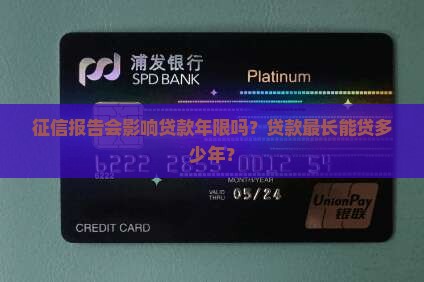 浦发银行
SPD BANK
Platinum
征信报告会影响贷款年限吗？贷款最长能贷多
少年？
MONTH/YEAR
VALID
THRU
05/24
CREDIT CARD
UnionPay
银联